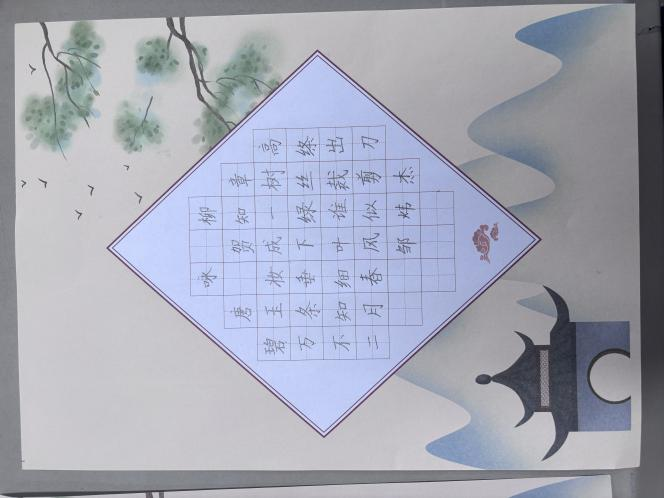 咏柳
唐 贺知章
碧玉妆成一树高
万条垂下绿丝绦
不知细叶谁裁出
二月春风似剪刀
邹炜杰